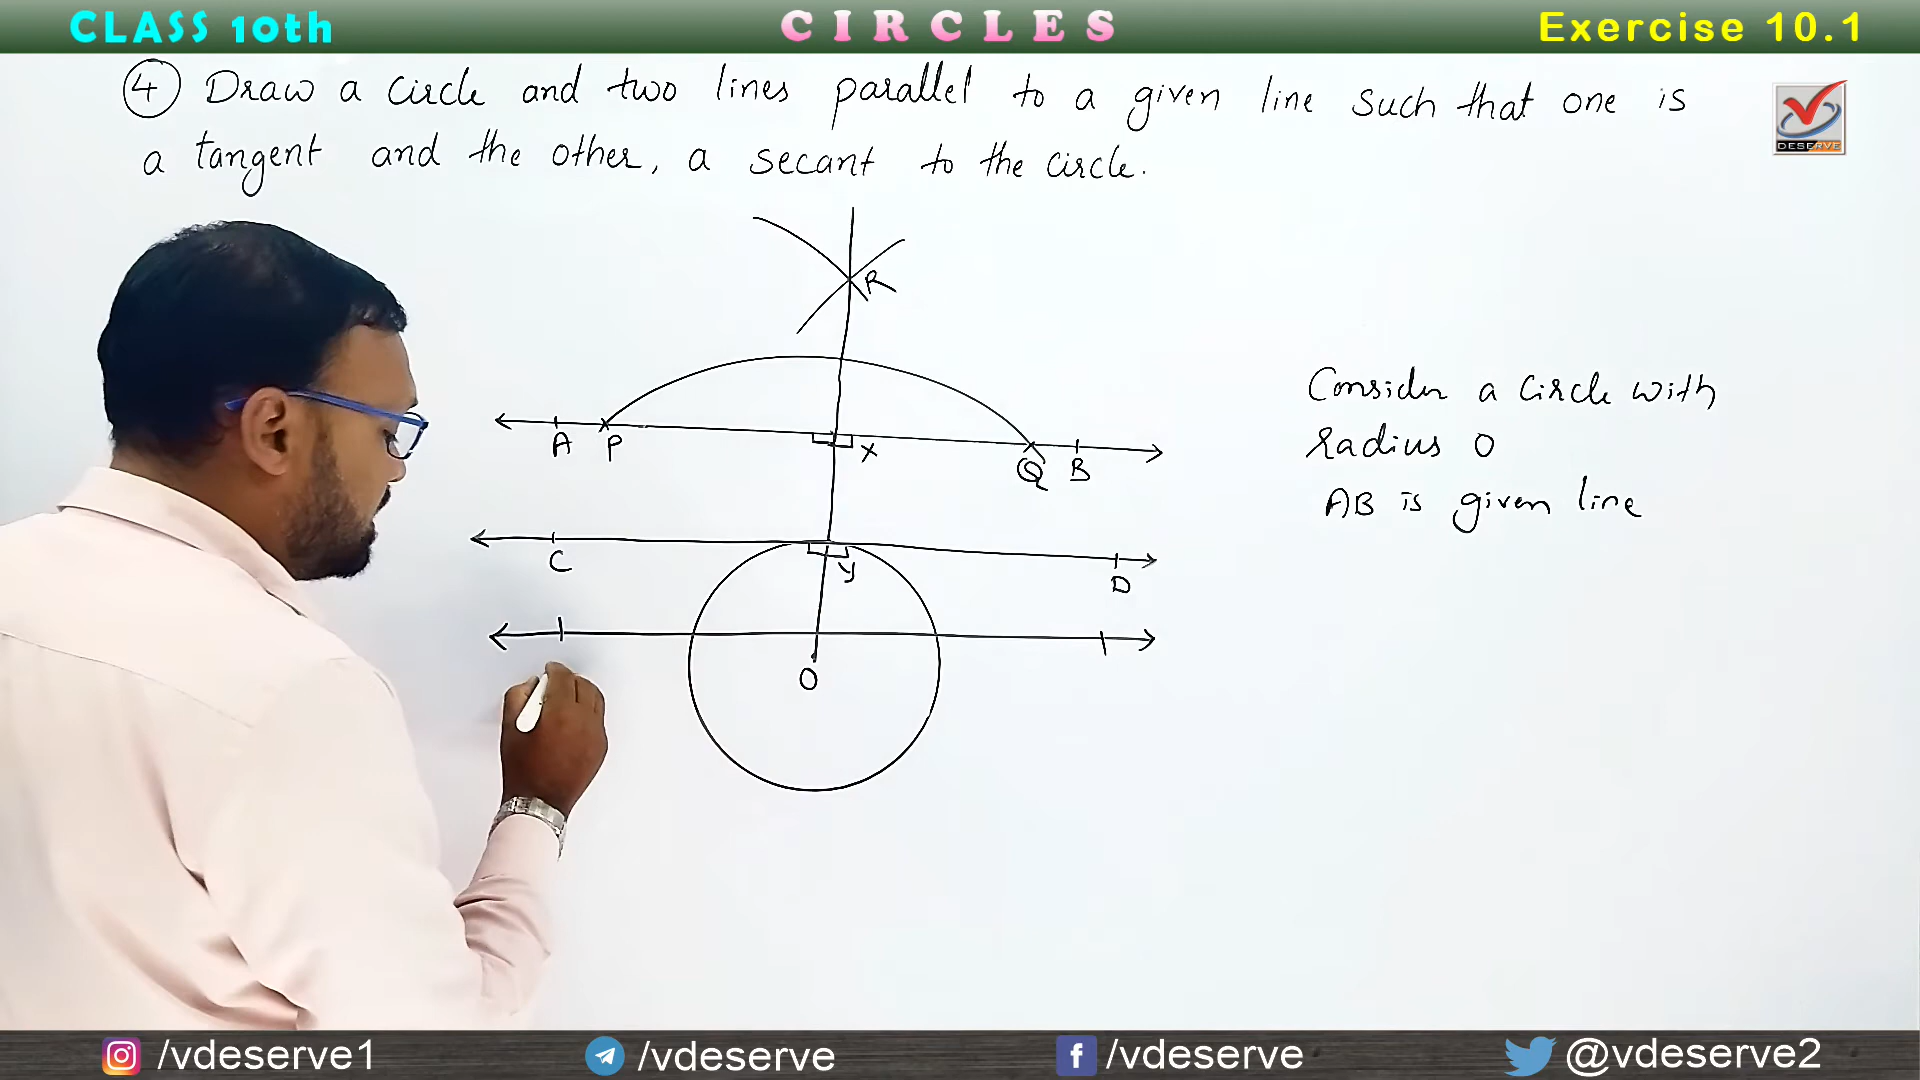 CLASS 10th
CIRCLES
Exercise 10.1
4 Draw a circle and two lines parallel to a given line such that one is
a tangent and the other, a secant to the circle.
DESERVE
R
A P X Q B
C Y D
O
Consider a circle with
radius O
AB is given line
/vdeserve1
/vdeserve
/vdeserve
@vdeserve2